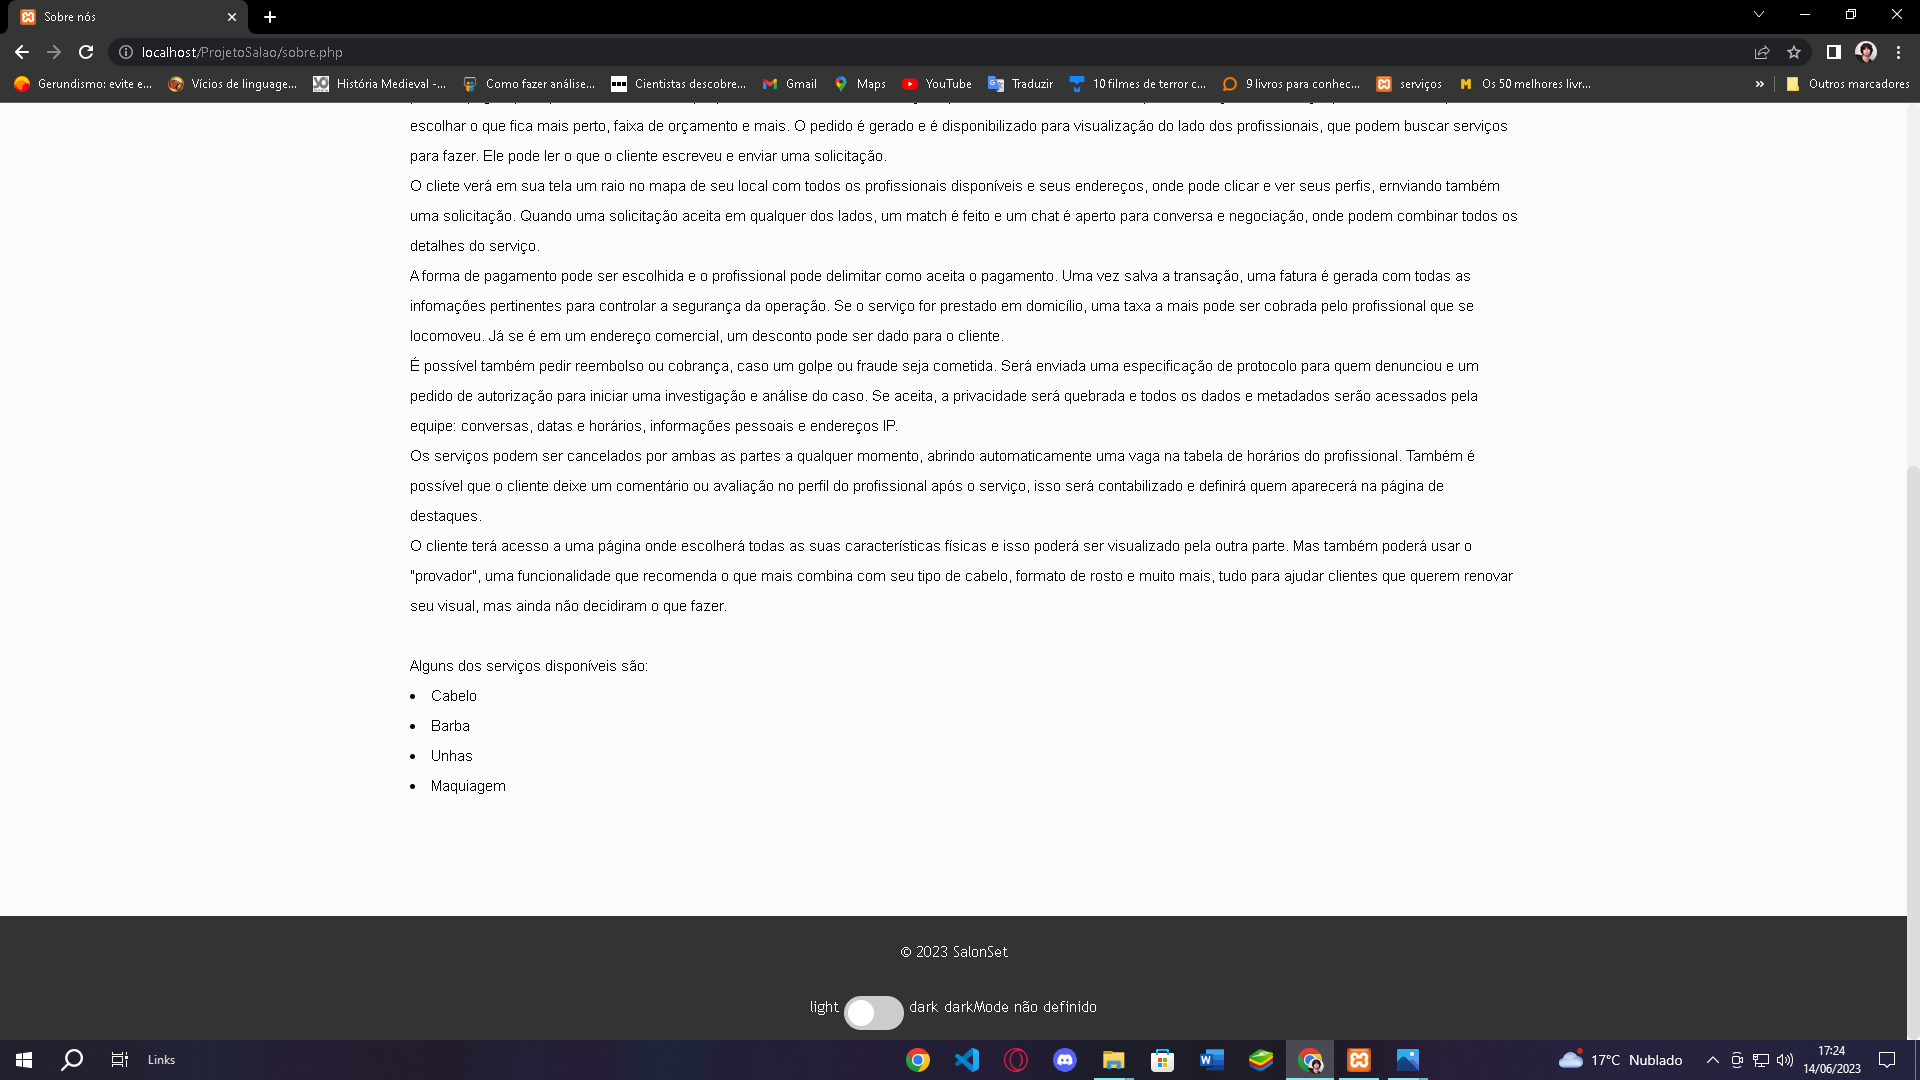 Sobre nós
localhost/ProjetoSalao/sobre.php
Gerundismo: evite e... Vícios de linguage... História Medieval -... Como fazer análise... Cientistas descobre... Gmail Maps YouTube Traduzir 10 filmes de terror c... 9 livros para conhec... serviços Os 50 melhores livr... » Outros marcadores
escolhar o que fica mais perto, faixa de orçamento e mais. O pedido é gerado e é disponibilizado para visualização do lado dos profissionais, que podem buscar serviços
para fazer. Ele pode ler o que o cliente escreveu e enviar uma solicitação.
O cliete verá em sua tela um raio no mapa de seu local com todos os profissionais disponíveis e seus endereços, onde pode clicar e ver seus perfis, ernviando também
uma solicitação. Quando uma solicitação aceita em qualquer dos lados, um match é feito e um chat é aperto para conversa e negociação, onde podem combinar todos os
detalhes do serviço.
A forma de pagamento pode ser escolhida e o profissional pode delimitar como aceita o pagamento. Uma vez salva a transação, uma fatura é gerada com todas as
infomações pertinentes para controlar a segurança da operação. Se o serviço for prestado em domicílio, uma taxa a mais pode ser cobrada pelo profissional que se
locomoveu. Já se é em um endereço comercial, um desconto pode ser dado para o cliente.
É possível também pedir reembolso ou cobrança, caso um golpe ou fraude seja cometida. Será enviada uma especificação de protocolo para quem denunciou e um
pedido de autorização para iniciar uma investigação e análise do caso. Se aceita, a privacidade será quebrada e todos os dados e metadados serão acessados pela
equipe: conversas, datas e horários, informações pessoais e endereços IP.
Os serviços podem ser cancelados por ambas as partes a qualquer momento, abrindo automaticamente uma vaga na tabela de horários do profissional. Também é
possível que o cliente deixe um comentário ou avaliação no perfil do profissional após o serviço, isso será contabilizado e definirá quem aparecerá na página de
destaques.
O cliente terá acesso a uma página onde escolherá todas as suas características físicas e isso poderá ser visualizado pela outra parte. Mas também poderá usar o
"provador", uma funcionalidade que recomenda o que mais combina com seu tipo de cabelo, formato de rosto e muito mais, tudo para ajudar clientes que querem renovar
seu visual, mas ainda não decidiram o que fazer.
Alguns dos serviços disponíveis são:
• Cabelo
• Barba
• Unhas
• Maquiagem
© 2023 SalonSet
light dark darkMode não definido
Links 17°C Nublado 17:24
14/06/2023